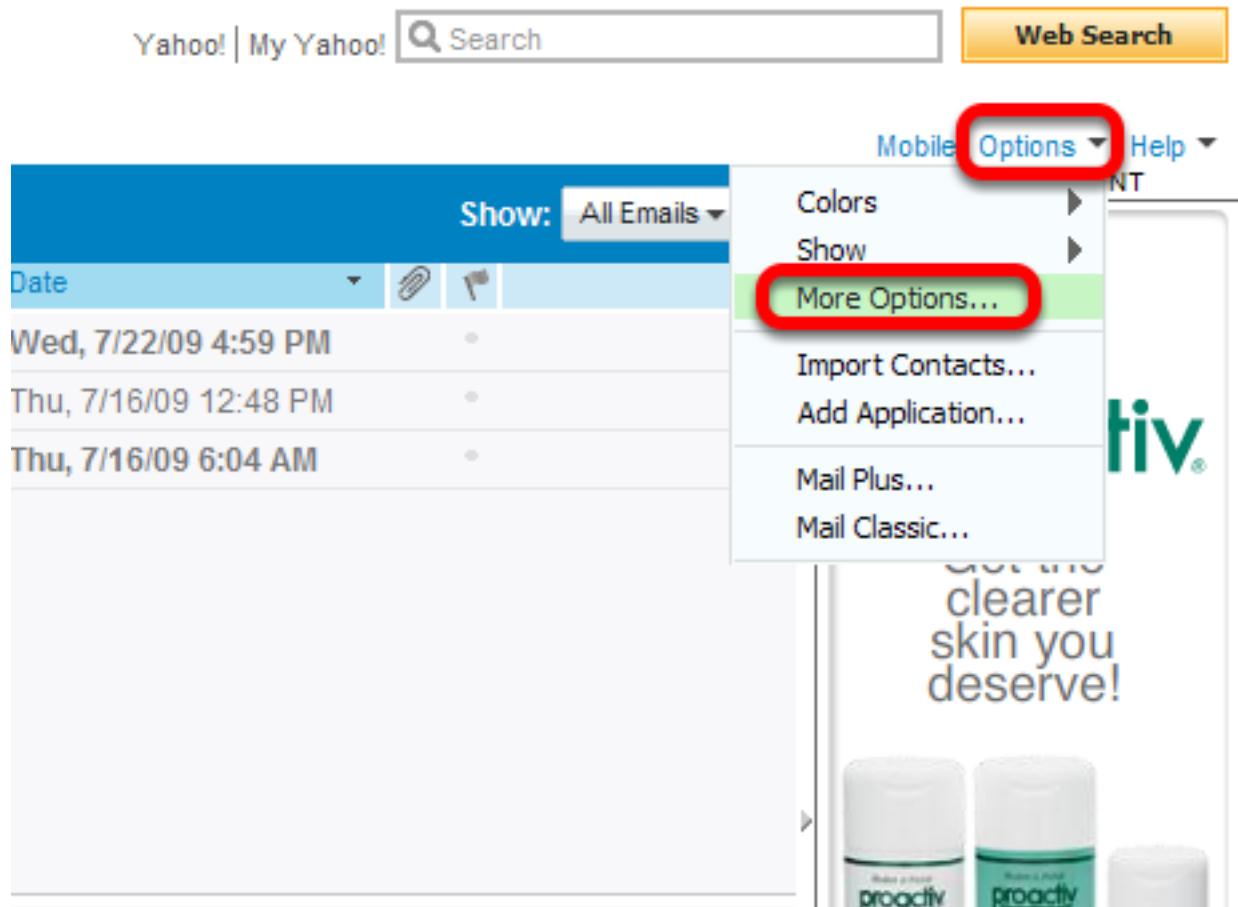 Yahoo! | My Yahoo! Search Web Search
Mobile Options Help
NT
Show: All Emails
Colors
Show
More Options...
Import Contacts...
Add Application...
Mail Plus...
Mail Classic...
Date
Wed, 7/22/09 4:59 PM
Thu, 7/16/09 12:48 PM
Thu, 7/16/09 6:04 AM
tiv®
Get the
clearer
skin you
deserve!
proactiv
proactiv